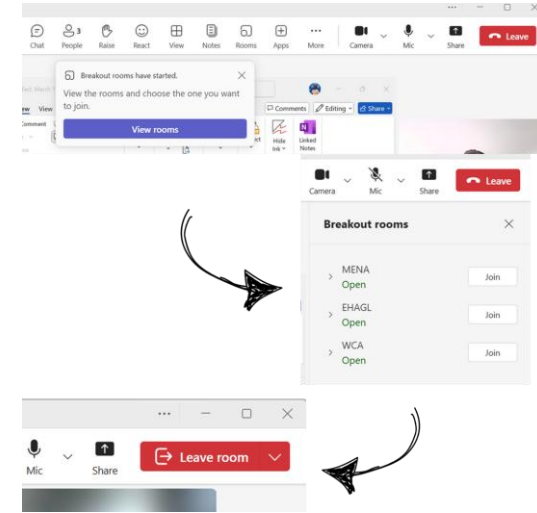 3
Chat People Raise React View Notes Rooms Apps More Camera Mic Share Leave
Breakout rooms have started.
View the rooms and choose the one you want
to join.
View rooms
View
Comments Editing Share
Hide Linked
Ink Notes
Camera Mic Share Leave
Breakout rooms
MENA
Open
Join
EHAGL
Open
Join
WCA
Open
Join
Mic Share Leave room